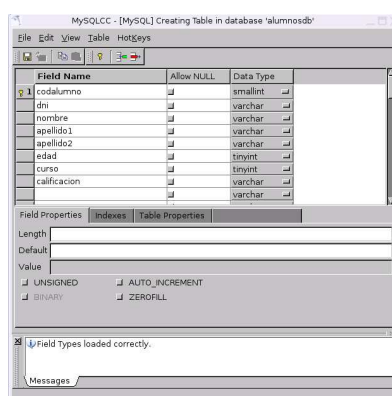 MySQLCC - [MySQL] Creating Table in database 'alumnosdb'
File Edit View Table HotKeys
Field Name Allow NULL Data Type
1 codalumno smallint
dni varchar
nombre varchar
apellido1 varchar
apellido2 varchar
edad tinyint
curso tinyint
calificacion varchar
varchar
Field Properties Indexes Table Properties
Length
Default
Value
UNSIGNED AUTO_INCREMENT
BINARY ZEROFILL
Field Types loaded correctly.
Messages